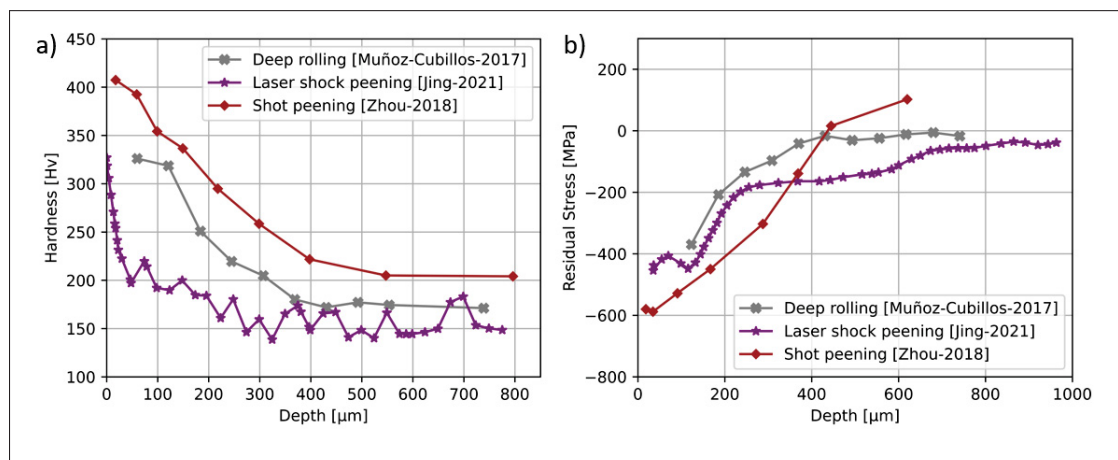 a)
450
400
350
300
250
200
150
100
Hardness [Hv]
0 100 200 300 400 500 600 700 800
Depth [µm]
Deep rolling [Muñoz-Cubillos-2017]
Laser shock peening [Jing-2021]
Shot peening [Zhou-2018]
b)
200
0
−200
−400
−600
−800
Residual Stress [MPa]
0 200 400 600 800 1000
Depth [µm]
Deep rolling [Muñoz-Cubillos-2017]
Laser shock peening [Jing-2021]
Shot peening [Zhou-2018]